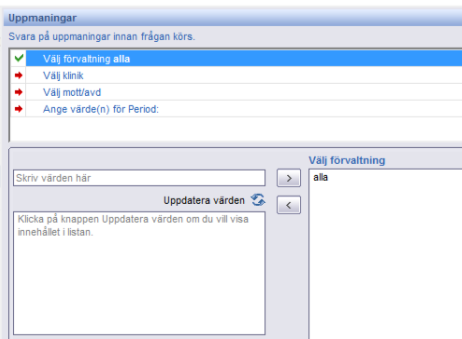 Uppmaningar
Svara på uppmaningar innan frågan körs.
Välj förvaltning alla
Välj klinik
Välj mott/avd
Ange värde(n) för Period:
Välj förvaltning
Skriv värden här
>
alla
Uppdatera värden
<
Klicka på knappen Uppdatera värden om du vill visa
innehållet i listan.